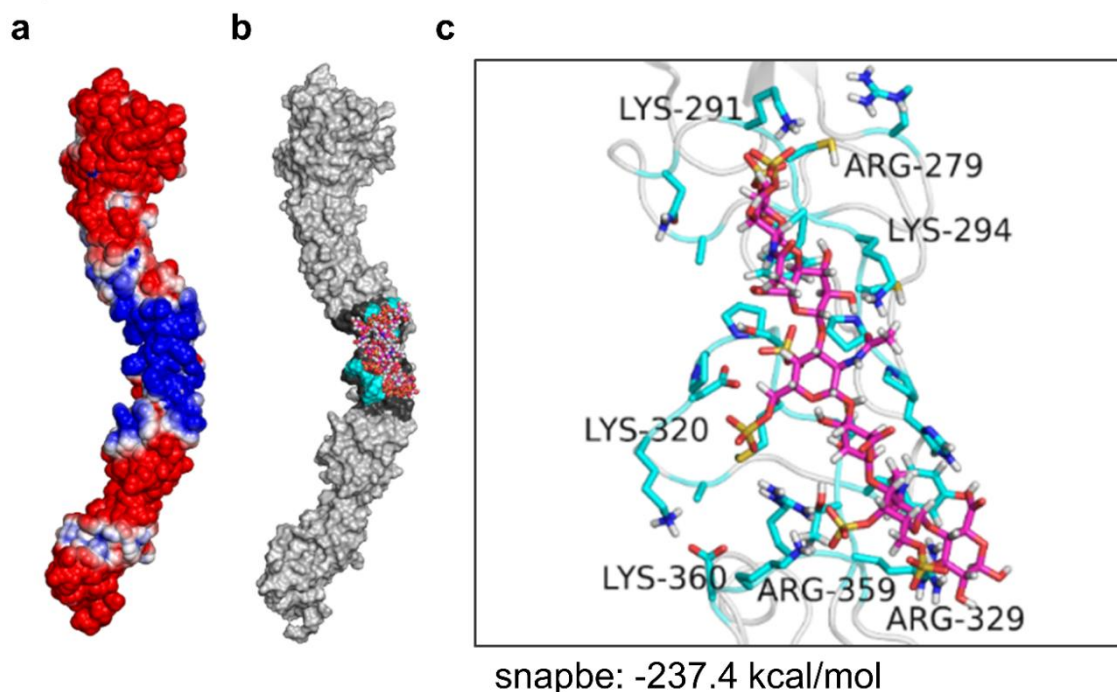 a b c
LYS-291
ARG-279
LYS-294
LYS-320
LYS-360
ARG-359
ARG-329
snapbe: -237.4 kcal/mol